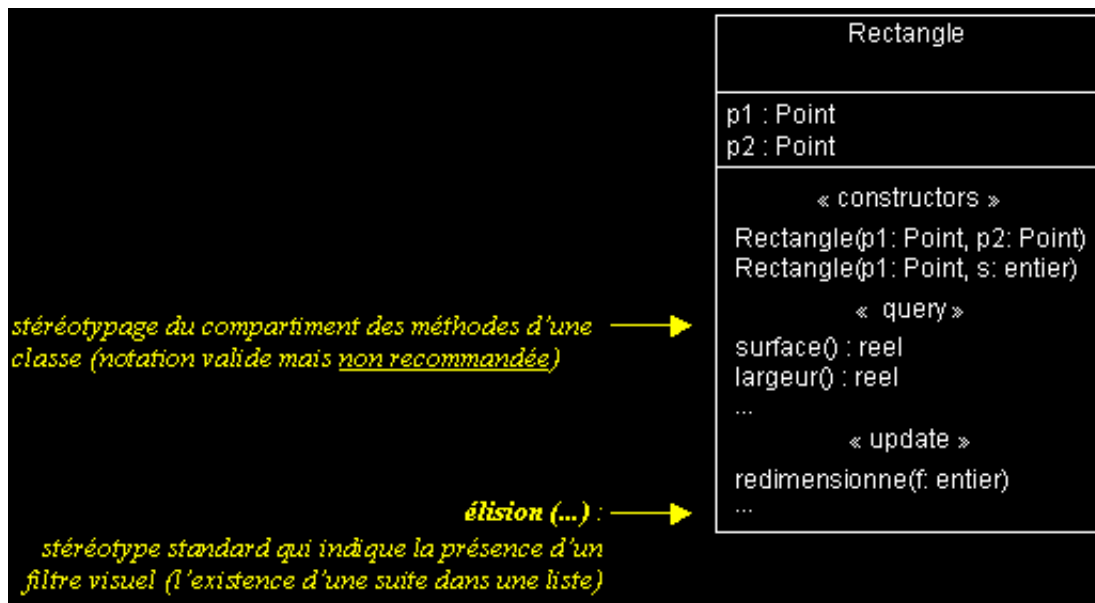 Rectangle
p1 : Point
p2 : Point
« constructors »
Rectangle(p1: Point, p2: Point)
Rectangle(p1: Point, s: entier)
« query »
surface() : reel
largeur() : reel
...
« update »
redimensionne(f: entier)
...
stéréotypage du compartiment des méthodes d'une
classe (notation valide mais non recommandée)
élision (...) :
stéréotype standard qui indique la présence d'un
filtre visuel (l'existence d'une suite dans une liste)